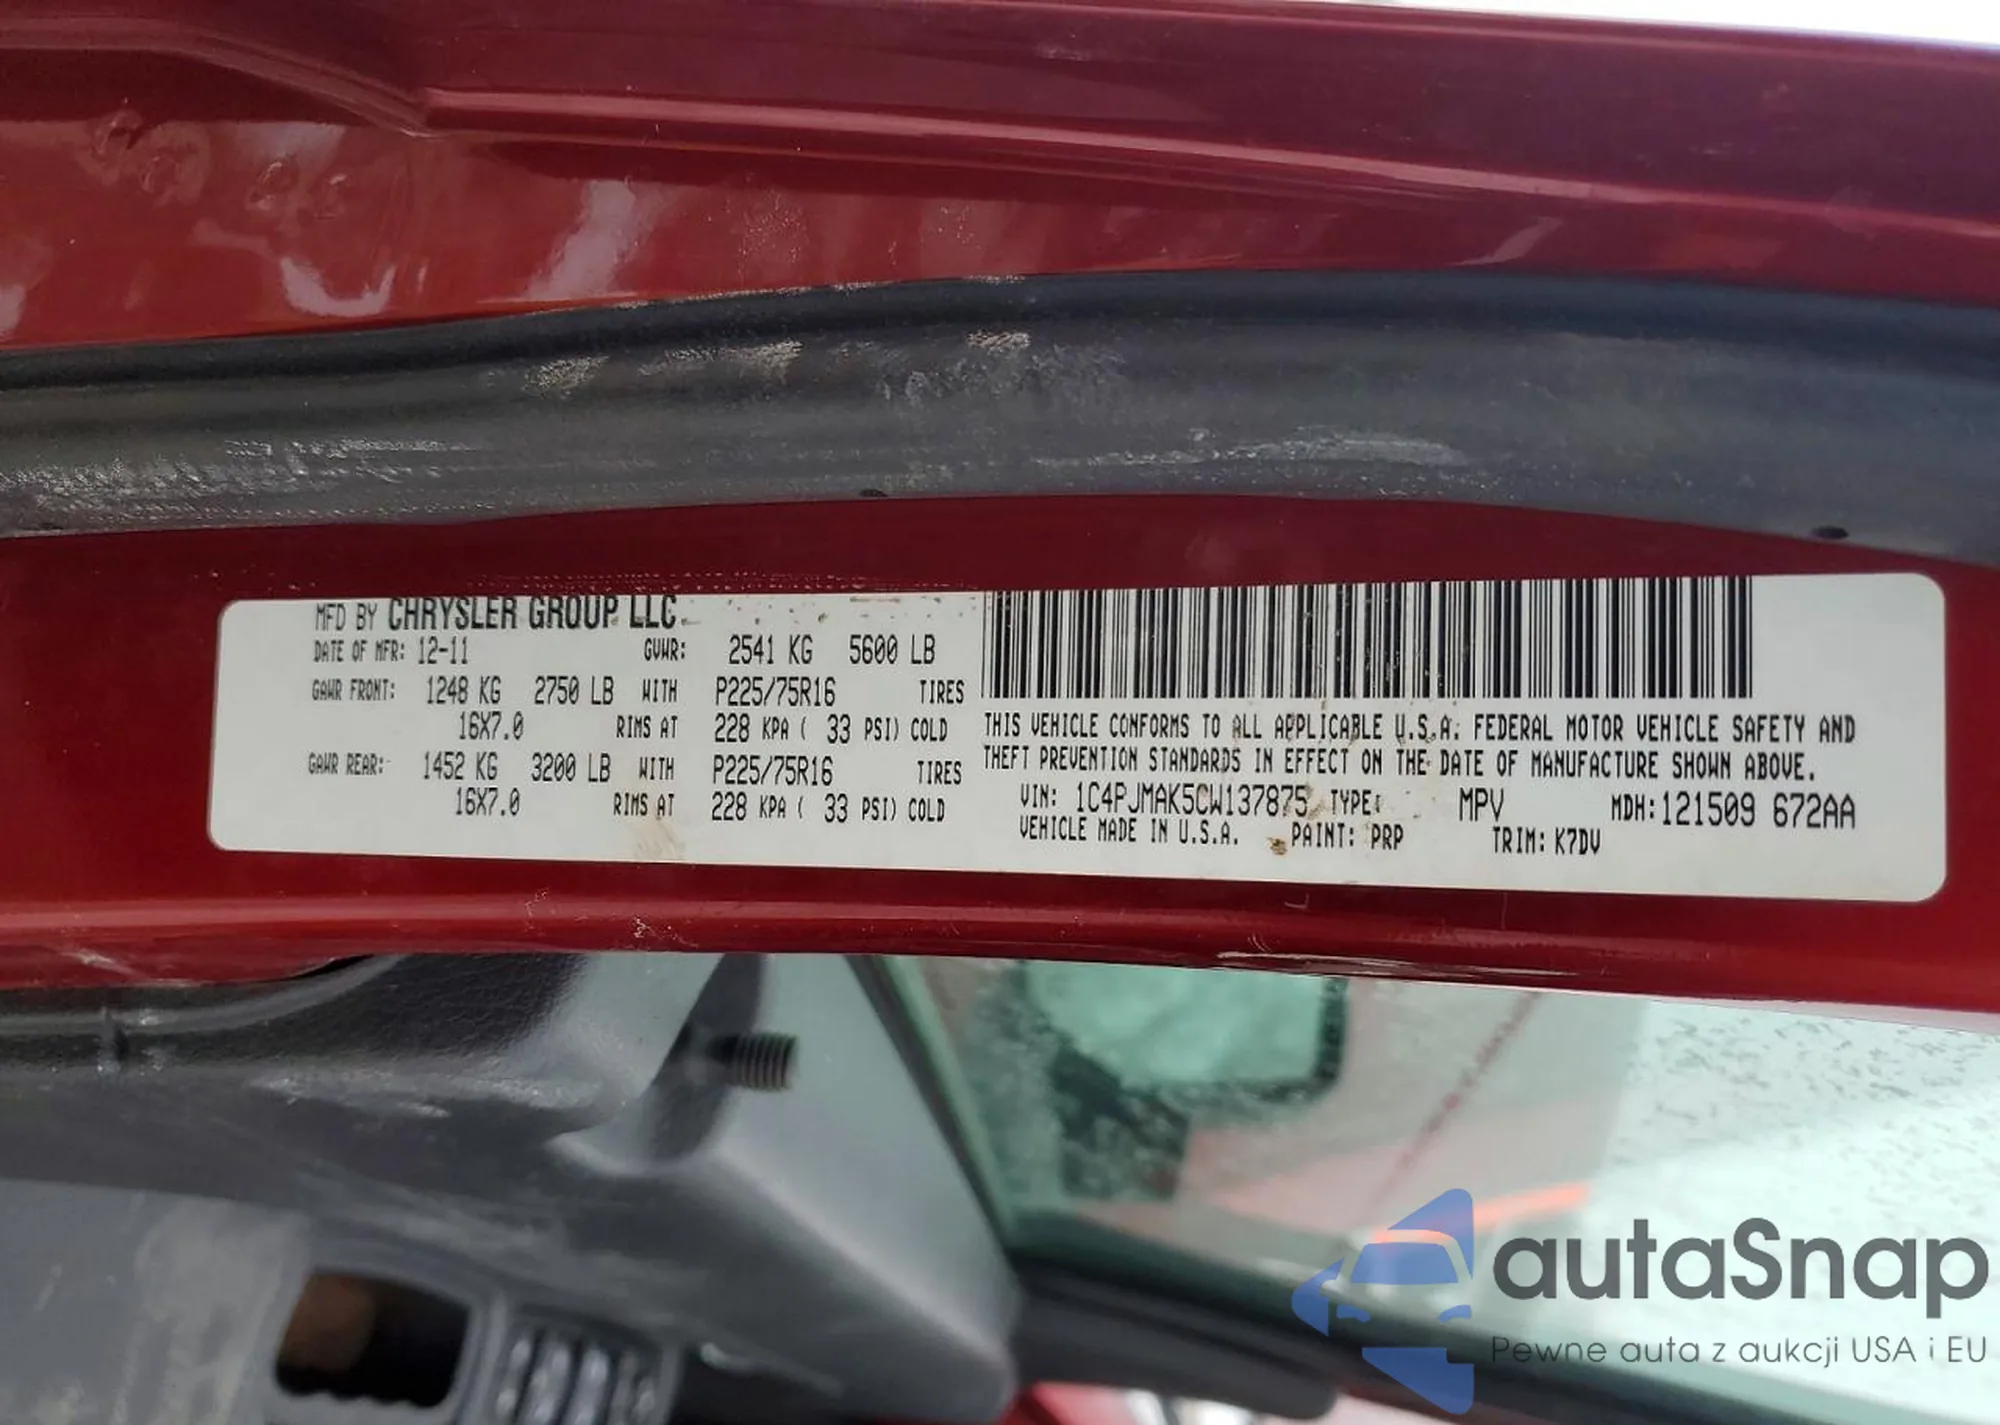 MFD BY CHRYSLER GROUP LLC
DATE OF MFR: 12-11 GVWR: 2541 KG 5600 LB
GAWR FRONT: 1248 KG 2750 LB WITH P225/75R16 TIRES
16X7.0 RIMS AT 228 KPA ( 33 PSI) COLD
GAWR REAR: 1452 KG 3200 LB WITH P225/75R16 TIRES
16X7.0 RIMS AT 228 KPA ( 33 PSI) COLD
THIS VEHICLE CONFORMS TO ALL APPLICABLE U.S.A. FEDERAL MOTOR VEHICLE SAFETY AND
THEFT PREVENTION STANDARDS IN EFFECT ON THE DATE OF MANUFACTURE SHOWN ABOVE.
VIN: 1C4PJMAK5CW137875 TYPE: MPV MDH:121509 672AA
VEHICLE MADE IN U.S.A. PAINT: PRP TRIM: K7DV
autaSnap
Pewne auta z aukcji USA i EU